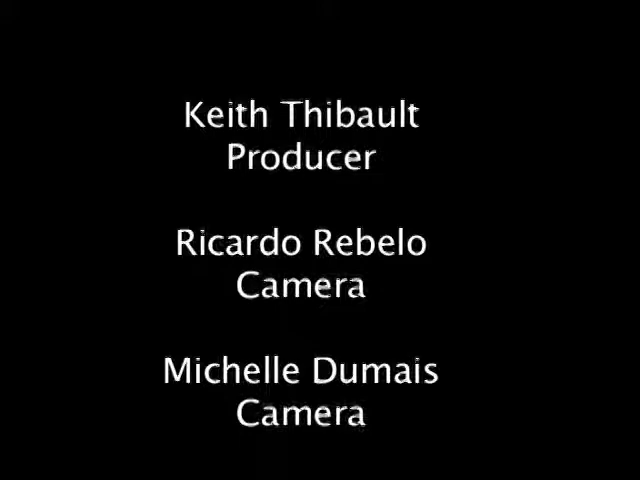 Keith Thibault
Producer
Ricardo Rebelo
Camera
Michelle Dumais
Camera